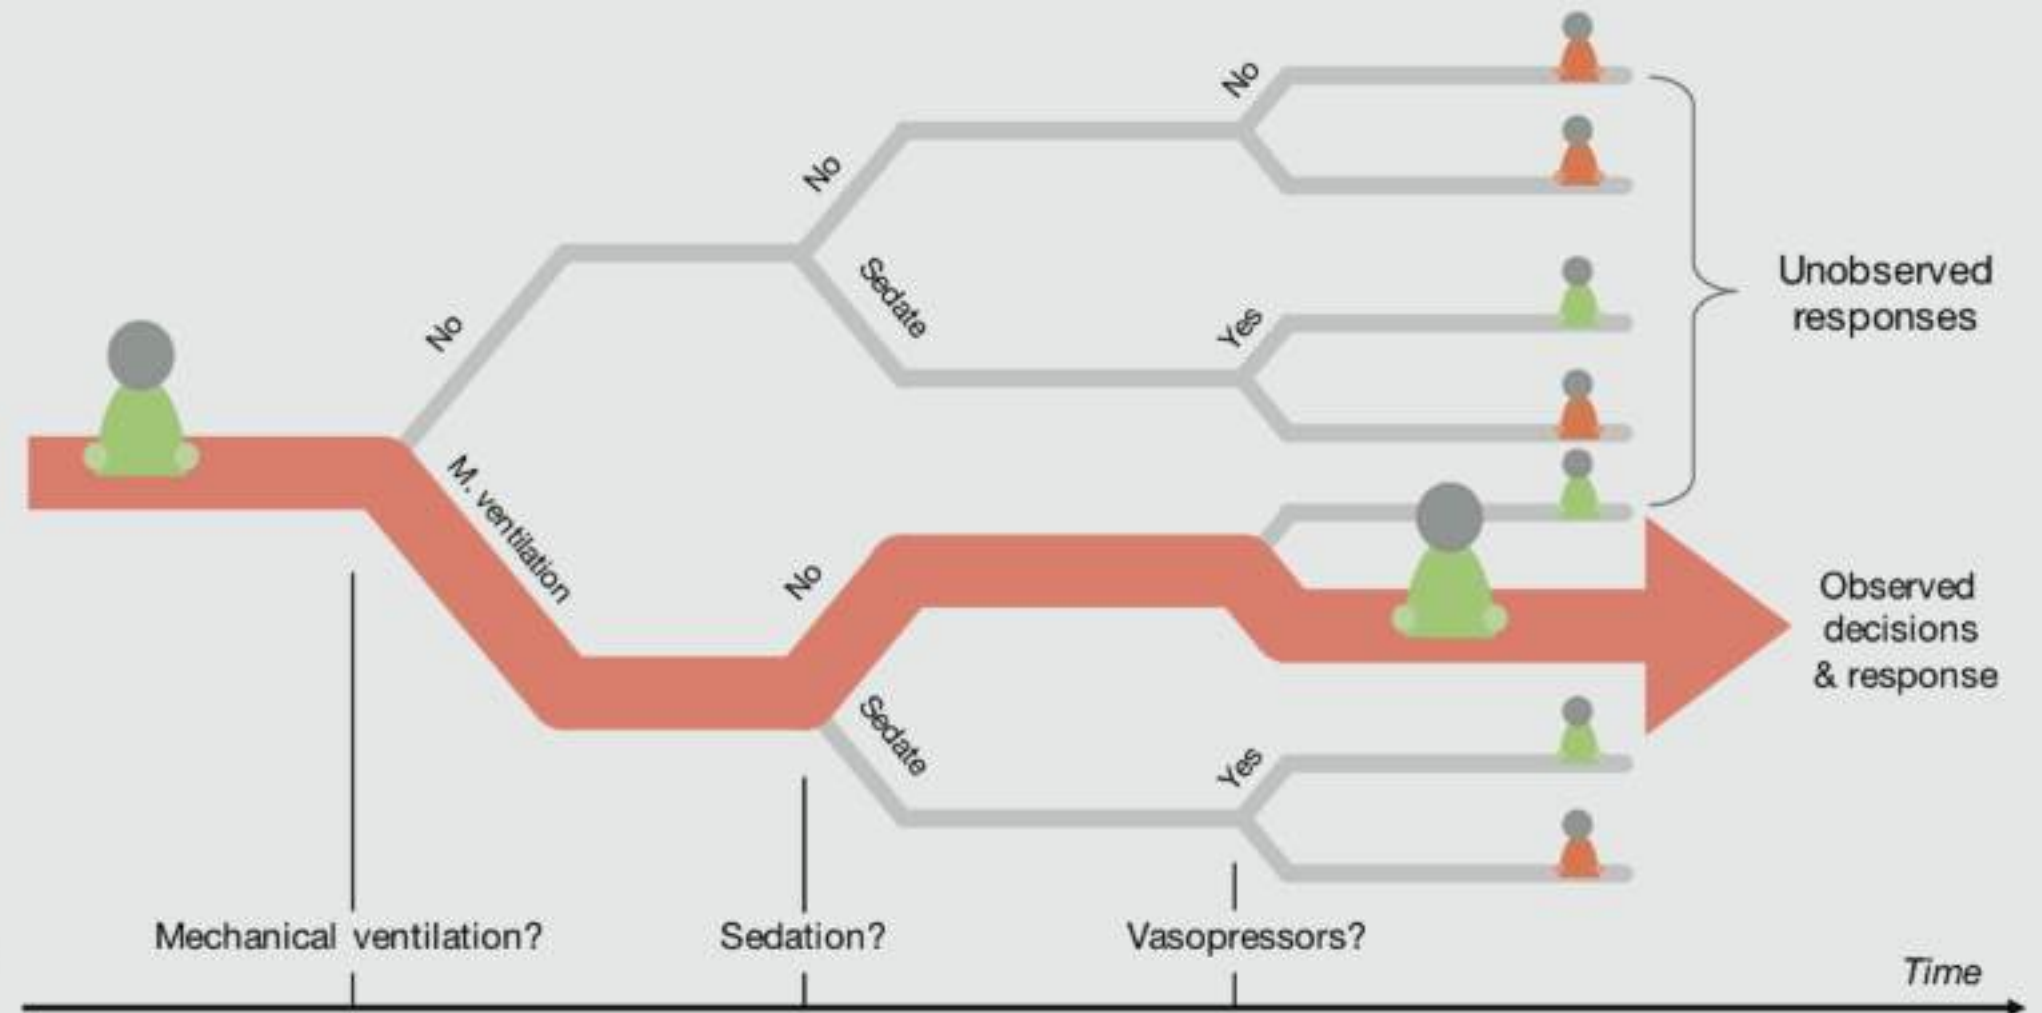 No
No
Unobserved
responses
No
Sedate
Yes
No
M. ventilation
No
Observed
decisions
& response
Sedate
Yes
Mechanical ventilation?
Sedation?
Vasopressors?
Time